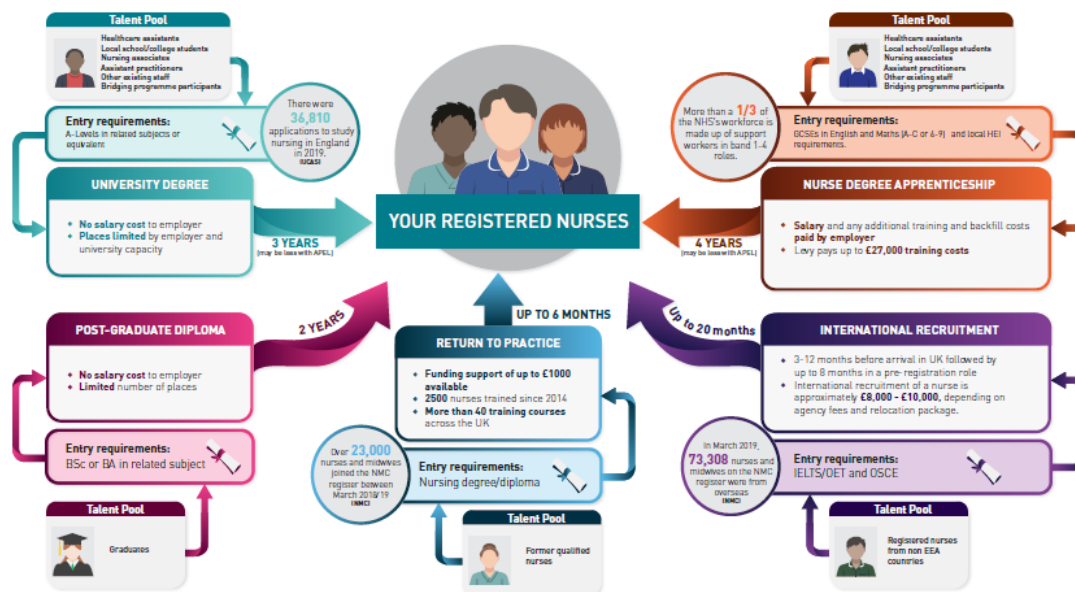 Talent Pool
Healthcare assistants
Local school/college students
Nursing associates
Assistant practitioners
Other existing staff
Bridging programme participants
Entry requirements:
A-Levels in related subjects or
equivalent
There were
36,810
applications to study
nursing in England
in 2019.
(UCAS)
UNIVERSITY DEGREE
• No salary cost to employer
• Places limited by employer and
university capacity
3 YEARS
(may be less with APEL)
YOUR REGISTERED NURSES
Talent Pool
Healthcare assistants
Local school/college students
Nursing associates
Assistant practitioners
Other existing staff
Bridging programme participants
More than a 1/3 of
the NHS's workforce is
made up of support
workers in band 1-4
roles.
Entry requirements:
GCSEs in English and Maths (A-C or 4-9) and local HEI
requirements.
NURSE DEGREE APPRENTICESHIP
• Salary and any additional training and backfill costs
paid by employer
• Levy pays up to £27,000 training costs
4 YEARS
(may be less with APEL)
POST-GRADUATE DIPLOMA
• No salary cost to employer
• Limited number of places
2 YEARS
Entry requirements:
BSc or BA in related subject
Talent Pool
Graduates
UP TO 6 MONTHS
RETURN TO PRACTICE
• Funding support of up to £1000
available
• 2500 nurses trained since 2014
• More than 40 training courses
across the UK
Over 23,000
nurses and midwives
joined the NMC
register between
March 2018/19
(NMC)
Entry requirements:
Nursing degree/diploma
Talent Pool
Former qualified
nurses
Up to 20 months
INTERNATIONAL RECRUITMENT
• 3-12 months before arrival in UK followed by
up to 8 months in a pre-registration role
• International recruitment of a nurse is
approximately £8,000 - £10,000, depending on
agency fees and relocation package.
In March 2019,
73,308 nurses and
midwives on the NMC
register were from
overseas
(NMC)
Entry requirements:
IELTS/OET and OSCE
Talent Pool
Registered nurses
from non EEA
countries